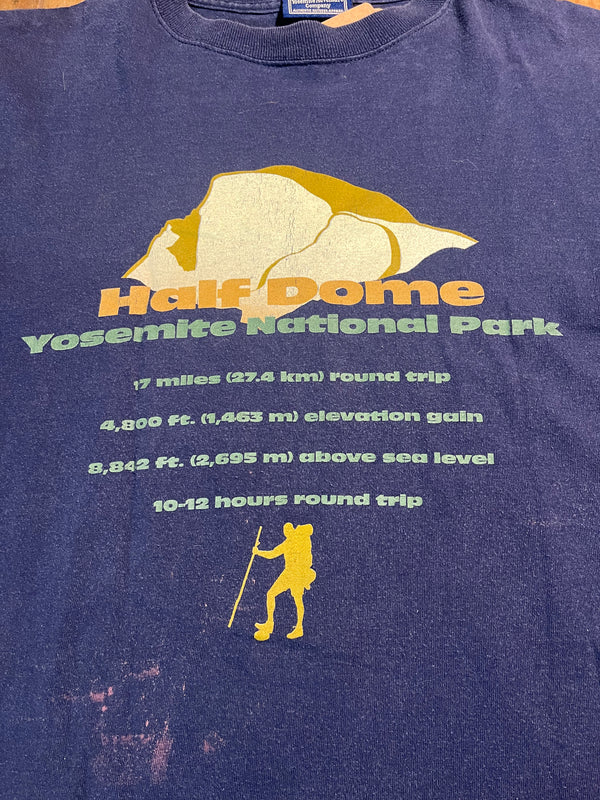 Company
Half Dome
Yosemite National Park
17 miles (27.4 km) round trip
4,800 ft. (1,463 m) elevation gain
8,842 ft. (2,695 m) above sea level
10-12 hours round trip